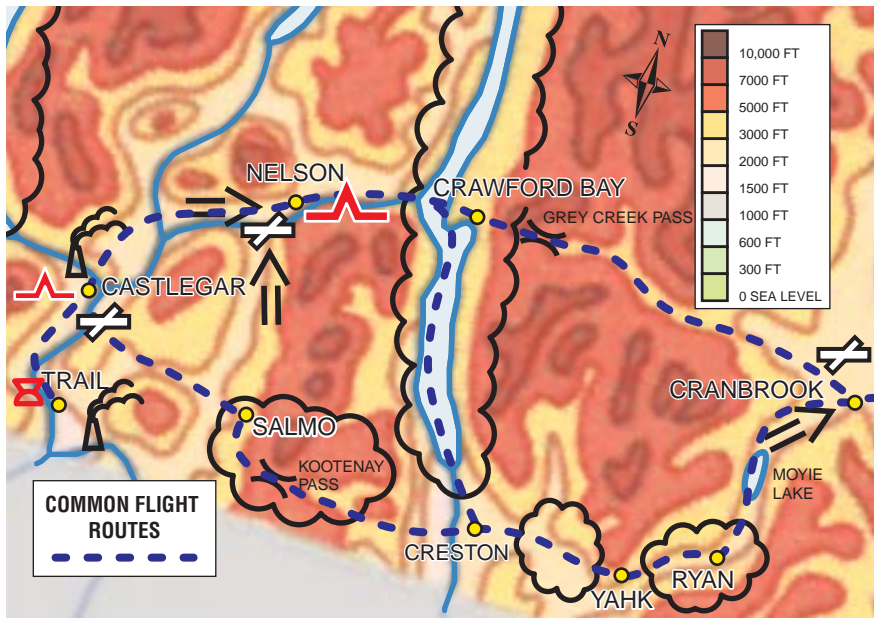 N
S
10,000 FT
7000 FT
5000 FT
3000 FT
2000 FT
1500 FT
1000 FT
600 FT
300 FT
0 SEA LEVEL
NELSON
CRAWFORD BAY
GREY CREEK PASS
CASTLEGAR
TRAIL
CRANBROOK
SALMO
KOOTENAY
PASS
MOYIE
LAKE
COMMON FLIGHT
ROUTES
CRESTON
YAHK
RYAN